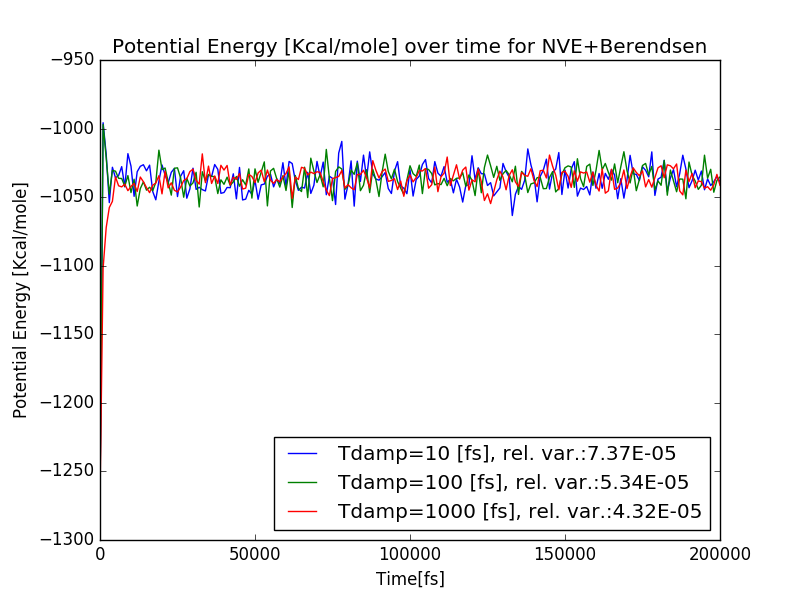 Potential Energy [Kcal/mole] over time for NVE+Berendsen
−950
−1000
−1050
−1100
−1150
−1200
−1250
−1300
Potential Energy [Kcal/mole]
Tdamp=10 [fs], rel. var.:7.37E-05
Tdamp=100 [fs], rel. var.:5.34E-05
Tdamp=1000 [fs], rel. var.:4.32E-05
0 50000 100000 150000 200000
Time[fs]